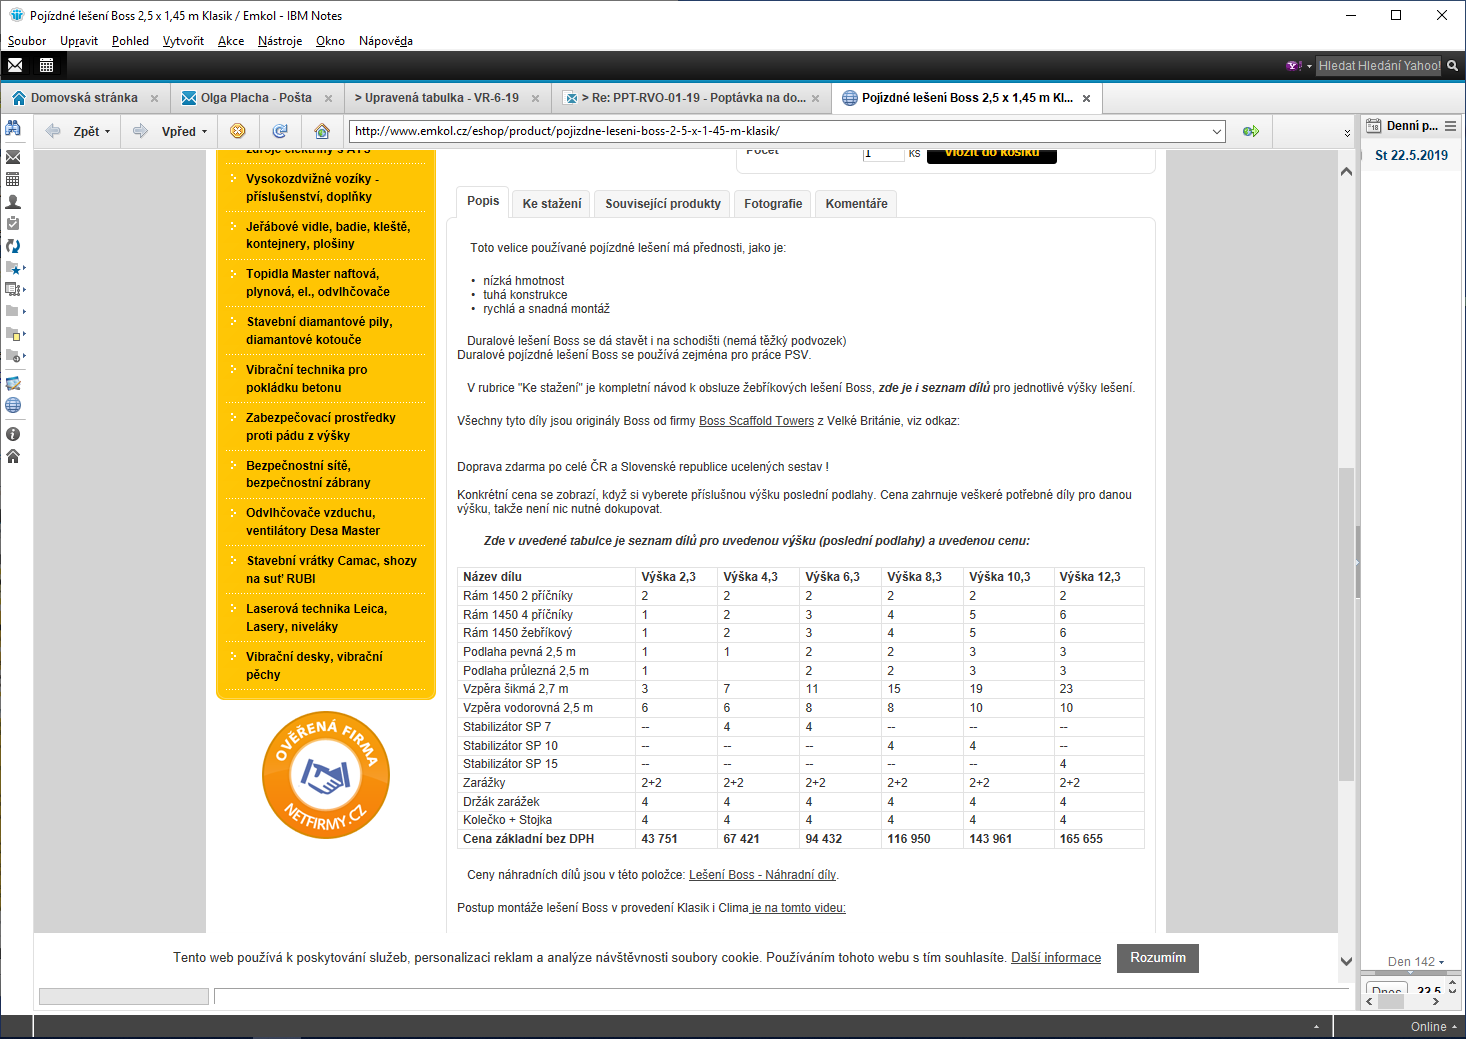 Pojízdné lešení Boss 2,5 x 1,45 m Klasik / Emkol - IBM Notes
Soubor Upravit Pohled Vytvořit Akce Nástroje Okno Nápověda
Hledat Hledání Yahoo!
Domovská stránka
Olga Placha - Pošta
> Upravená tabulka - VR-6-19
> Re: PPT-RVO-01-19 - Poptávka na do...
Pojízdné lešení Boss 2,5 x 1,45 m Kl...
Zpět
Vpřed
http://www.emkol.cz/eshop/product/pojizdne-leseni-boss-2-5-x-1-45-m-klasik/
Denní p...
St 22.5.2019
zdroje elektřiny s ATS
Vysokozdvižné vozíky -
příslušenství, doplňky
Jeřábové vidle, badie, kleště,
kontejnery, plošiny
Topidla Master naftová,
plynová, el., odvlhčovače
Stavební diamantové pily,
diamantové kotouče
Vibrační technika pro
pokládku betonu
Zabezpečovací prostředky
proti pádu z výšky
Bezpečnostní sítě,
bezpečnostní zábrany
Odvlhčovače vzduchu,
ventilátory Desa Master
Stavební vrátky Camac, shozy
na suť RUBI
Laserová technika Leica,
Lasery, niveláky
Vibrační desky, vibrační
pěchy
OVĚŘENÁ FIRMA
NETFIRMY.CZ
Počet 1 ks Vložit do košíku
Popis Ke stažení Související produkty Fotografie Komentáře
Toto velice používané pojízdné lešení má přednosti, jako je:
• nízká hmotnost
• tuhá konstrukce
• rychlá a snadná montáž
Duralové lešení Boss se dá stavět i na schodišti (nemá těžký podvozek)
Duralové pojízdné lešení Boss se používá zejména pro práce PSV.
V rubrice "Ke stažení" je kompletní návod k obsluze žebříkových lešení Boss, zde je i seznam dílů pro jednotlivé výšky lešení.
Všechny tyto díly jsou originály Boss od firmy Boss Scaffold Towers z Velké Británie, viz odkaz:
Doprava zdarma po celé ČR a Slovenské republice ucelených sestav !
Konkrétní cena se zobrazí, když si vyberete příslušnou výšku poslední podlahy. Cena zahrnuje veškeré potřebné díly pro danou
výšku, takže není nic nutné dokupovat.
Zde v uvedené tabulce je seznam dílů pro uvedenou výšku (poslední podlahy) a uvedenou cenu:
Název dílu Výška 2,3 Výška 4,3 Výška 6,3 Výška 8,3 Výška 10,3 Výška 12,3
Rám 1450 2 příčníky 2 2 2 2 2 2
Rám 1450 4 příčníky 1 2 3 4 5 6
Rám 1450 žebříkový 1 2 3 4 5 6
Podlaha pevná 2,5 m 1 1 2 2 3 3
Podlaha průlezná 2,5 m 1 2 2 3 3
Vzpěra šikmá 2,7 m 3 7 11 15 19 23
Vzpěra vodorovná 2,5 m 6 6 8 8 10 10
Stabilizátor SP 7 -- 4 4 -- -- --
Stabilizátor SP 10 -- -- -- 4 4 --
Stabilizátor SP 15 -- -- -- -- -- 4
Zarážky 2+2 2+2 2+2 2+2 2+2 2+2
Držák zarážek 4 4 4 4 4 4
Kolečko + Stojka 4 4 4 4 4 4
Cena základní bez DPH 43 751 67 421 94 432 116 950 143 961 165 655
Ceny náhradních dílů jsou v této položce: Lešení Boss - Náhradní díly.
Postup montáže lešení Boss v provedení Klasik i Clima je na tomto videu:
Tento web používá k poskytování služeb, personalizaci reklam a analýze návštěvnosti soubory cookie. Používáním tohoto webu s tím souhlasíte. Další informace Rozumím
Den 142
Dnes 22.5
Online